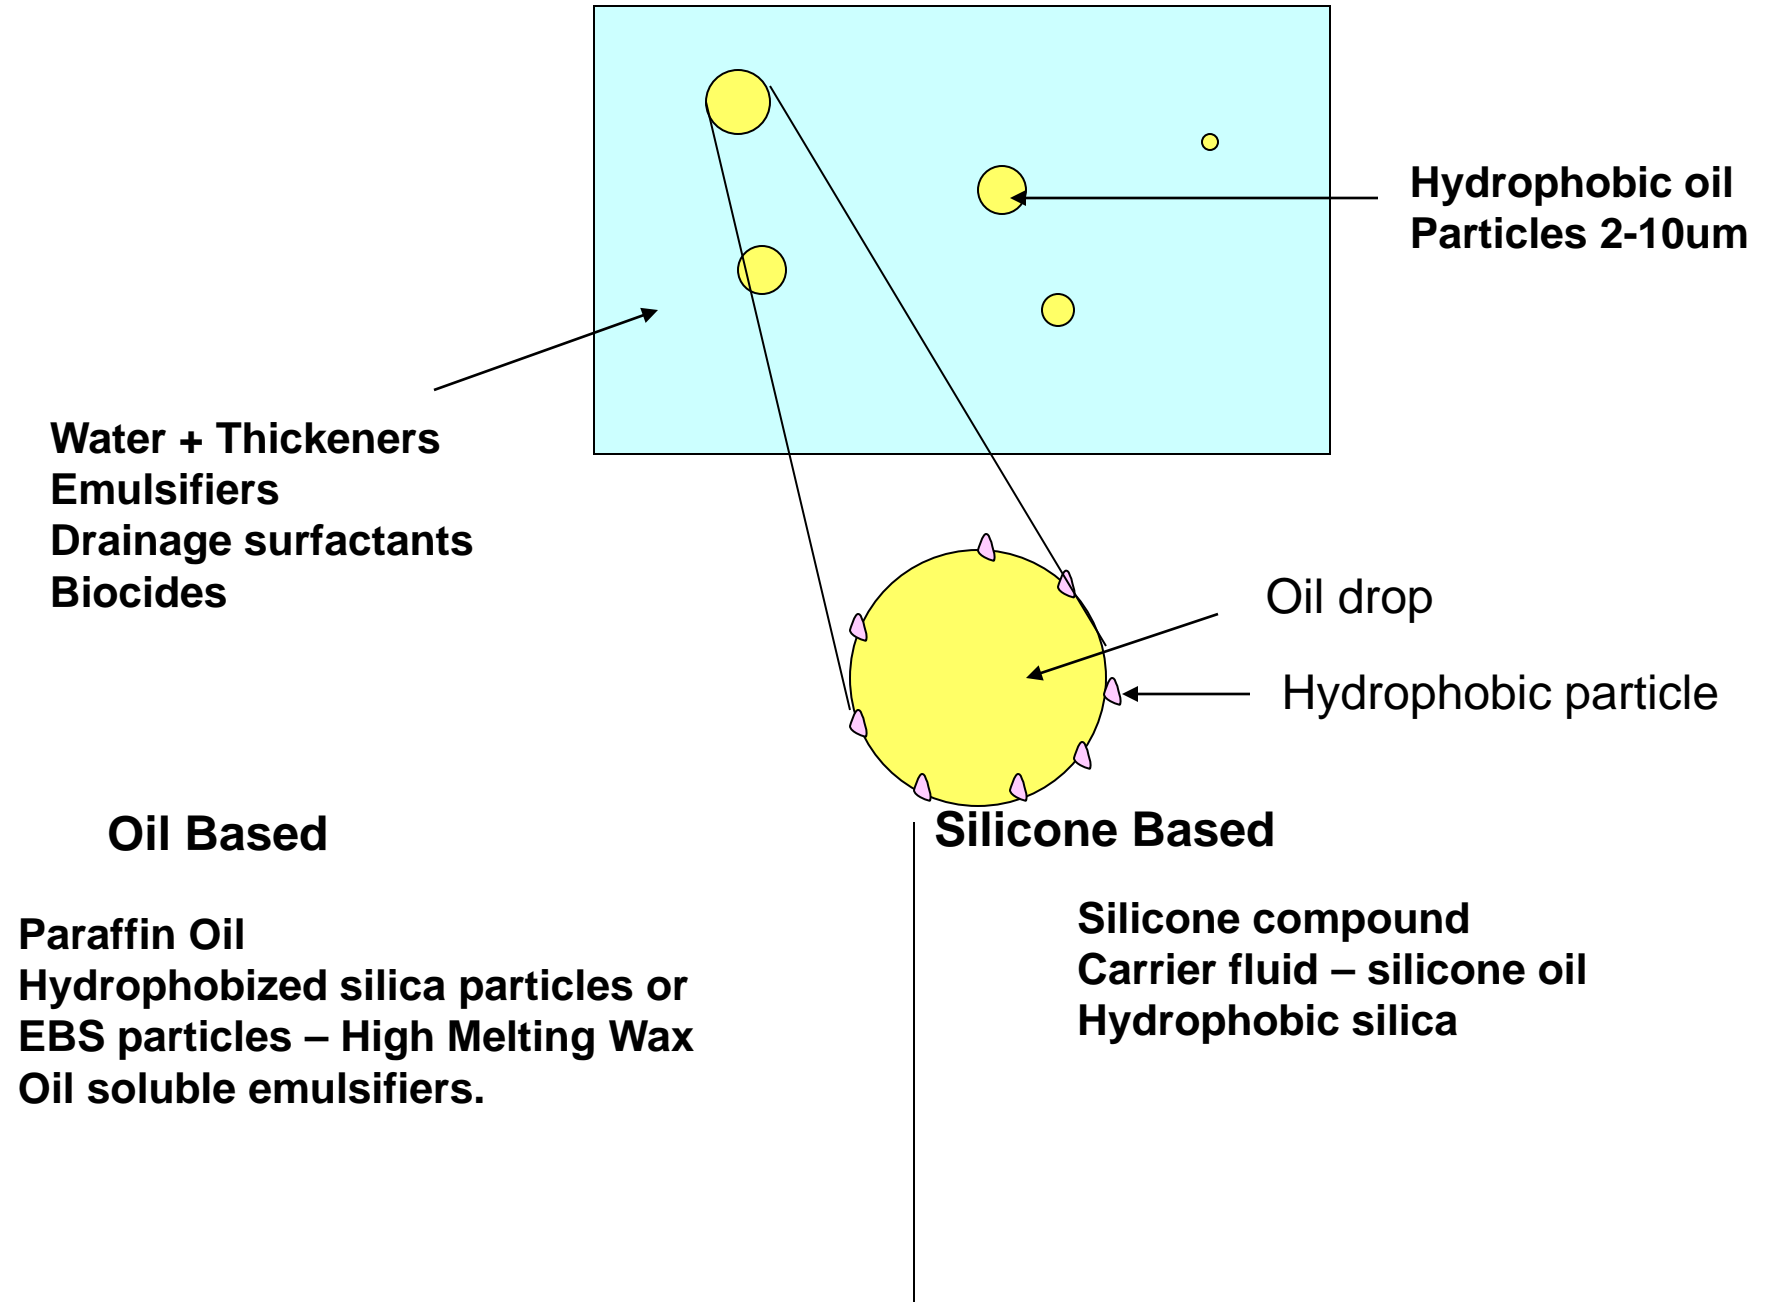 Hydrophobic oil
Particles 2-10um
Water + Thickeners
Emulsifiers
Drainage surfactants
Biocides
Oil drop
Hydrophobic particle
Oil Based
Paraffin Oil
Hydrophobized silica particles or
EBS particles – High Melting Wax
Oil soluble emulsifiers.
Silicone Based
Silicone compound
Carrier fluid – silicone oil
Hydrophobic silica